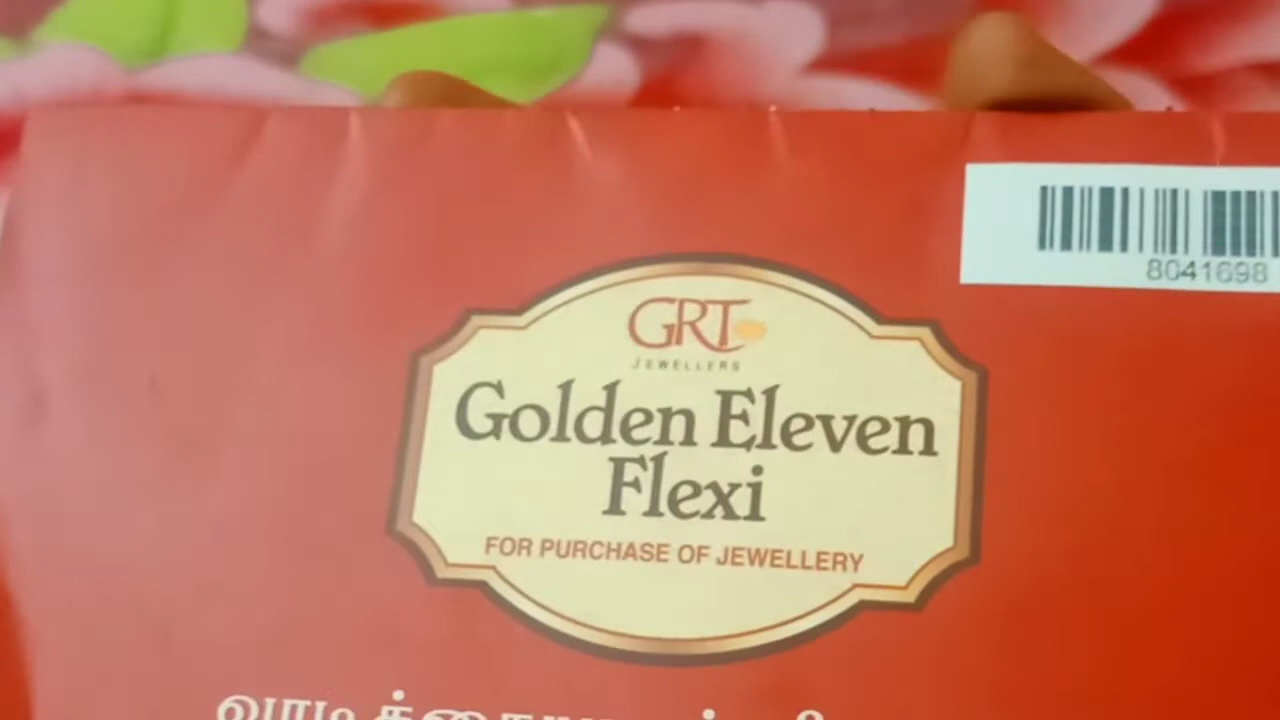 8041698
GRT
JEWELLERS
Golden Eleven
Flexi
FOR PURCHASE OF JEWELLERY